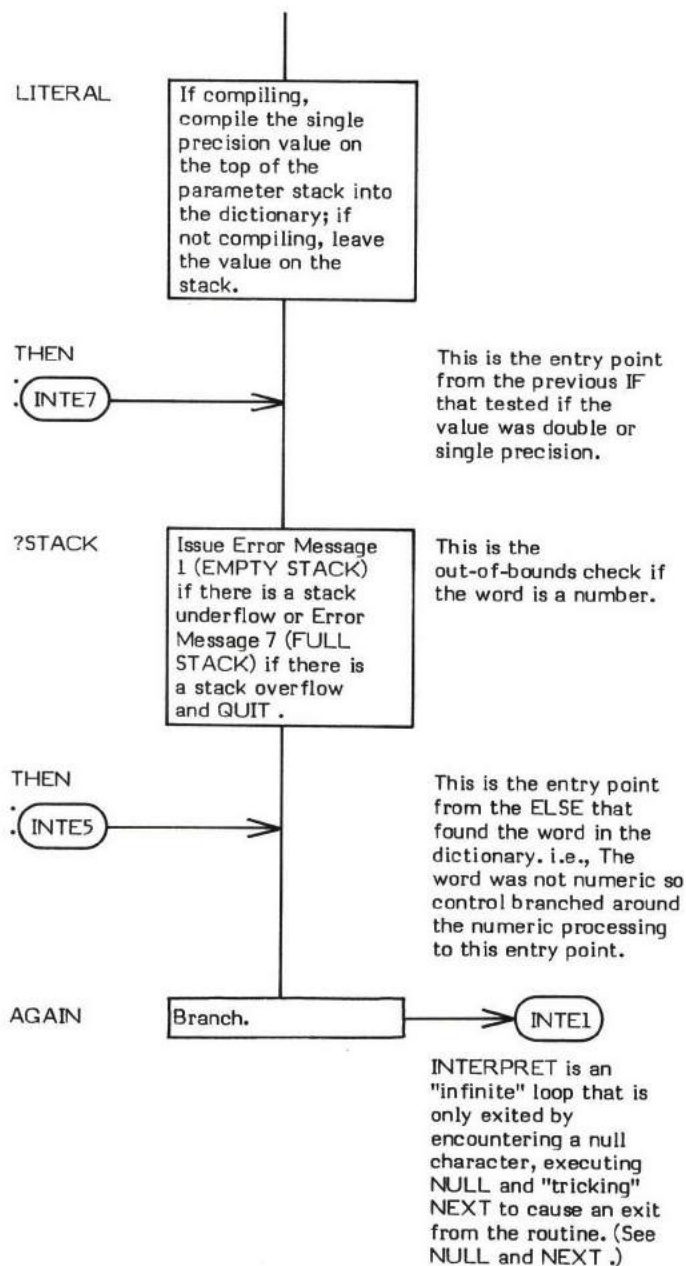 LITERAL
If compiling,
compile the single
precision value on
the top of the
parameter stack into
the dictionary; if
not compiling, leave
the value on the
stack.
THEN
:
INTE7
This is the entry point
from the previous IF
that tested if the
value was double or
single precision.
?STACK
Issue Error Message
1 (EMPTY STACK)
if there is a stack
underflow or Error
Message 7 (FULL
STACK) if there is
a stack overflow
and QUIT .
This is the
out-of-bounds check if
the word is a number.
THEN
:
INTE5
This is the entry point
from the ELSE that
found the word in the
dictionary. i.e., The
word was not numeric so
control branched around
the numeric processing
to this entry point.
AGAIN
Branch.
INTE1
INTERPRET is an
"infinite" loop that is
only exited by
encountering a null
character, executing
NULL and "tricking"
NEXT to cause an exit
from the routine. (See
NULL and NEXT .)